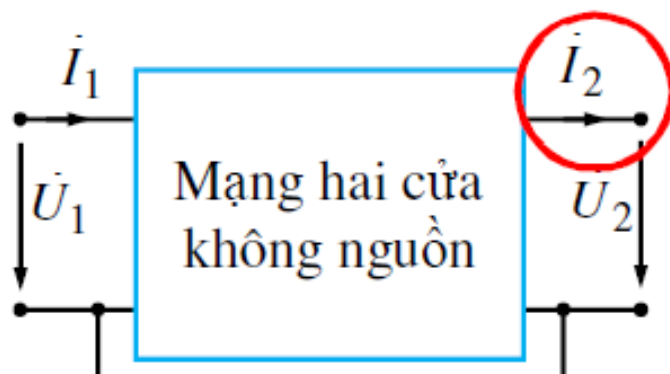 İ₁
İ₂
Mạng hai cửa
không nguồn
U̇₁
U̇₂